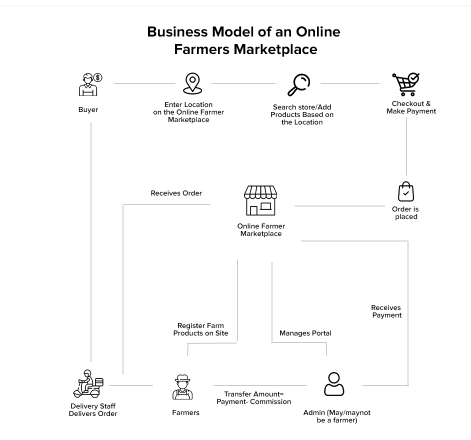 Business Model of an Online
Farmers Marketplace
Buyer
Enter Location
on the Online Farmer
Marketplace
Search store/Add
Products Based on
the Location
Checkout &
Make Payment
Receives Order
Online Farmer
Marketplace
Order is
placed
Receives
Payment
Register Farm
Products on Site
Manages Portal
Delivery Staff
Delivers Order
Farmers
Transfer Amount=
Payment- Commission
Admin (May/maynot
be a farmer)